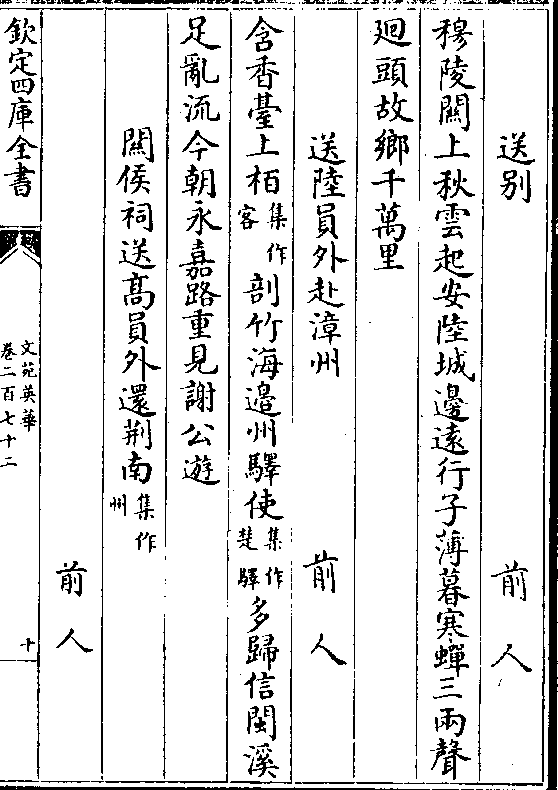 送别　前人
穆陵闗上秋雲起安陸城邊遠行子薄暮寒蟬三兩聲
廻頭故鄉千萬里
送陸員外赴漳州　前人
含香臺上栢集作客剖竹海邉州驛使集作楚驛多歸信閩溪
足亂流今朝永嘉路重見謝公遊
闗侯祠送髙員外還荆南集作州
前人
欽定四庫全書
文苑英華
卷二百七十二
十